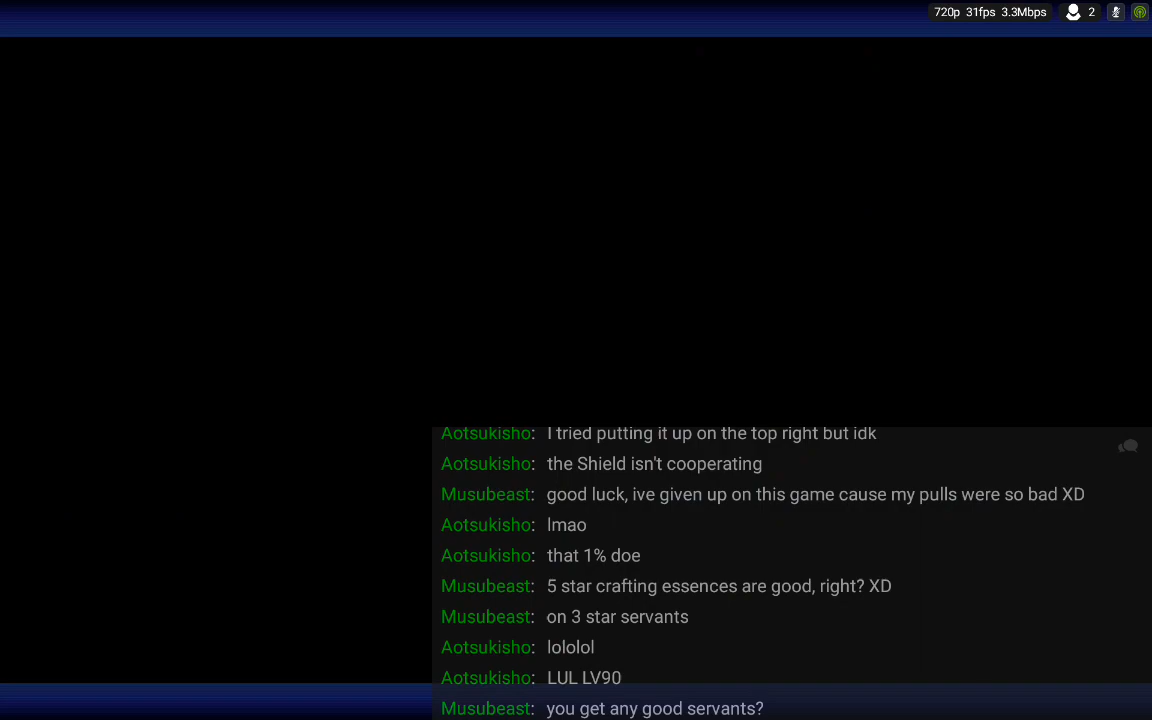 720p 31fps 3.3Mbps 2
Aotsukisho: I tried putting it up on the top right but idk
Aotsukisho: the Shield isn't cooperating
Musubeast: good luck, ive given up on this game cause my pulls were so bad XD
Aotsukisho: lmao
Aotsukisho: that 1% doe
Musubeast: 5 star crafting essences are good, right? XD
Musubeast: on 3 star servants
Aotsukisho: lololol
Aotsukisho: LUL LV90
Musubeast: you get any good servants?